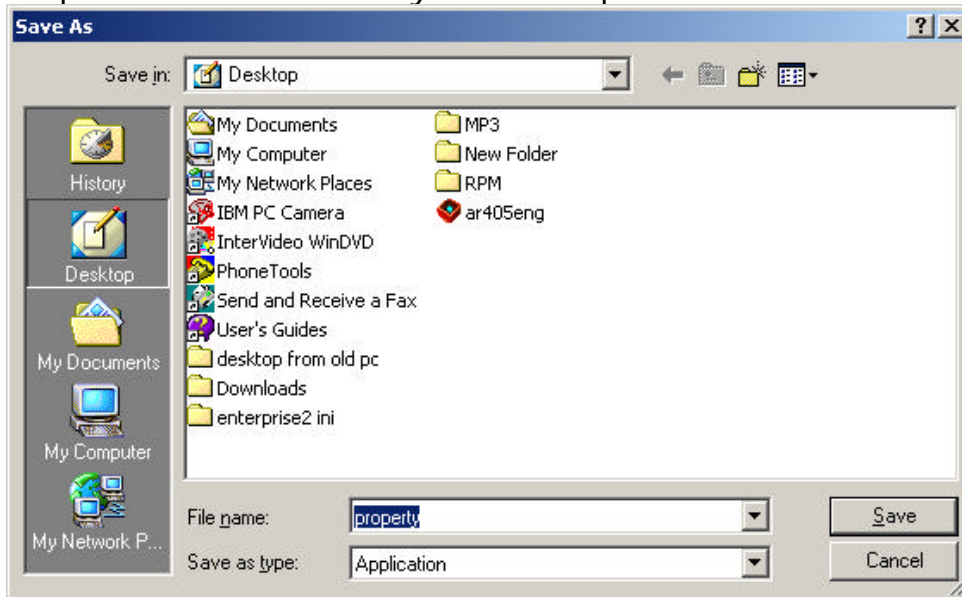 Save As
Save in:
Desktop
History
Desktop
My Documents
My Computer
My Network P...
My Documents
My Computer
My Network Places
IBM PC Camera
InterVideo WinDVD
PhoneTools
Send and Receive a Fax
User's Guides
desktop from old pc
Downloads
enterprise2 ini
MP3
New Folder
RPM
ar405eng
File name:
property
Save
Save as type:
Application
Cancel